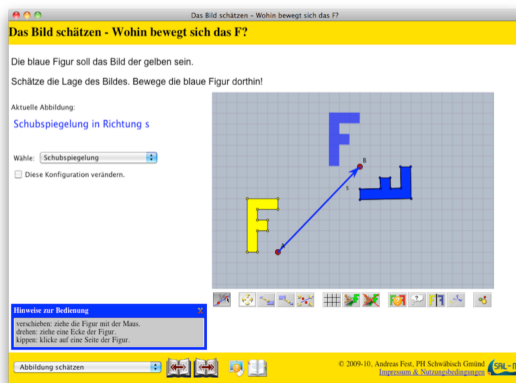 Das Bild schätzen - Wohin bewegt sich das F?
Das Bild schätzen - Wohin bewegt sich das F?
Die blaue Figur soll das Bild der gelben sein.
Schätze die Lage des Bildes. Bewege die blaue Figur dorthin!
Aktuelle Abbildung:
Schubspiegelung in Richtung s
Wähle: Schubspiegelung
Diese Konfiguration verändern.
B
s
A
Hinweise zur Bedienung
verschieben: ziehe die Figur mit der Maus.
drehen: ziehe eine Ecke der Figur.
kippen: klicke auf eine Seite der Figur.
Abbildung schätzen
© 2009-10, Andreas Fest, PH Schwäbisch Gmünd
Impressum & Nutzungsbedingungen